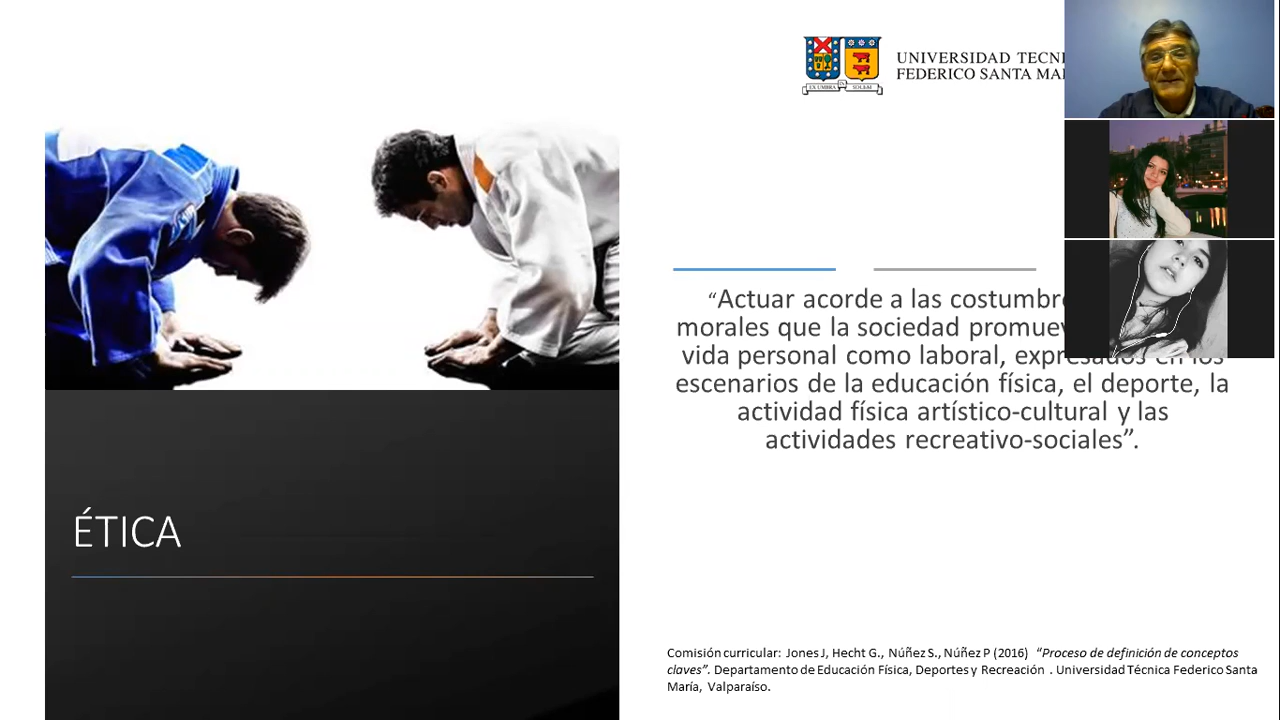 UNIVERSIDAD TÉCNI
FEDERICO SANTA MA
EX UMBRA IN SOLEM
“Actuar acorde a las costumbr
morales que la sociedad promuev
vida personal como laboral, expresados en los
escenarios de la educación física, el deporte, la
actividad física artístico-cultural y las
actividades recreativo-sociales”.
ÉTICA
Comisión curricular: Jones J, Hecht G., Núñez S., Núñez P (2016) “Proceso de definición de conceptos
claves”. Departamento de Educación Física, Deportes y Recreación . Universidad Técnica Federico Santa
María, Valparaíso.